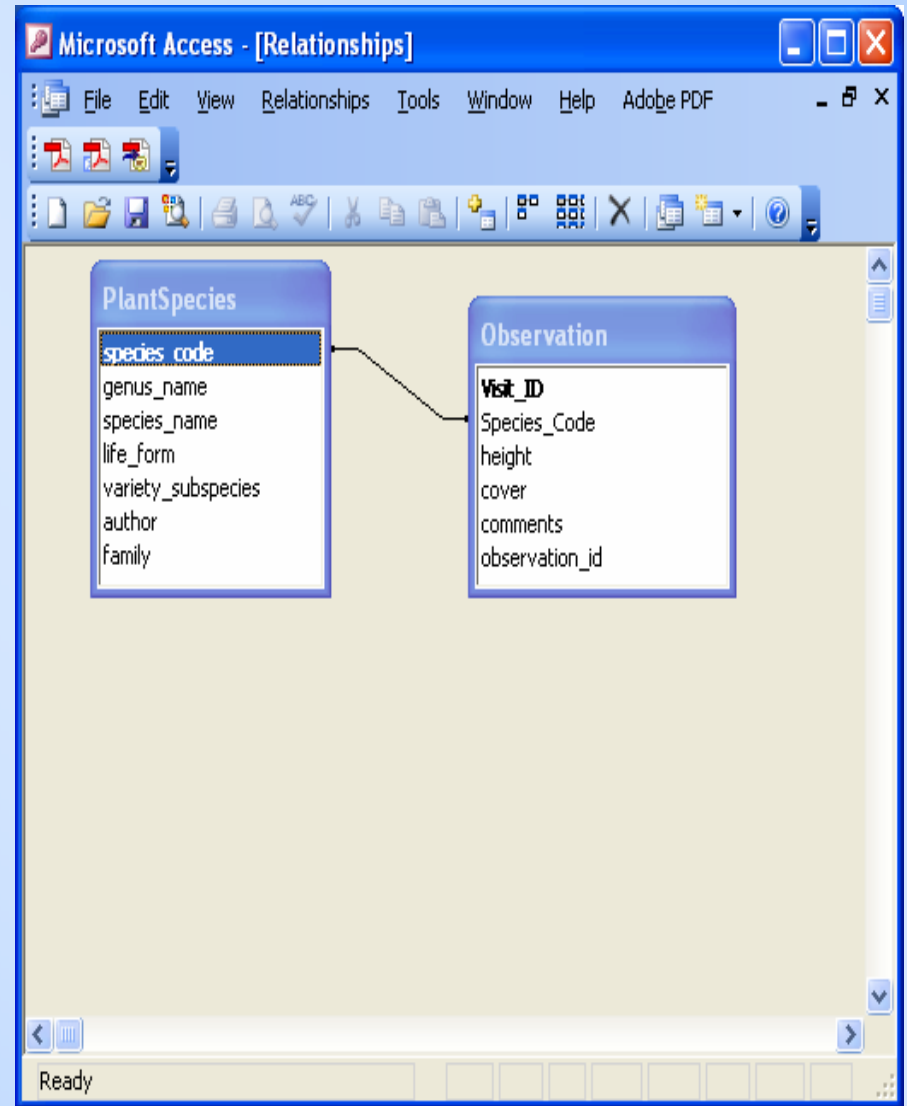 Microsoft Access - [Relationships]
File Edit View Relationships Tools Window Help Adobe PDF
ABC
PlantSpecies
species_code
genus_name
species_name
life_form
variety_subspecies
author
family
Observation
Visit_ID
Species_Code
height
cover
comments
observation_id
Ready